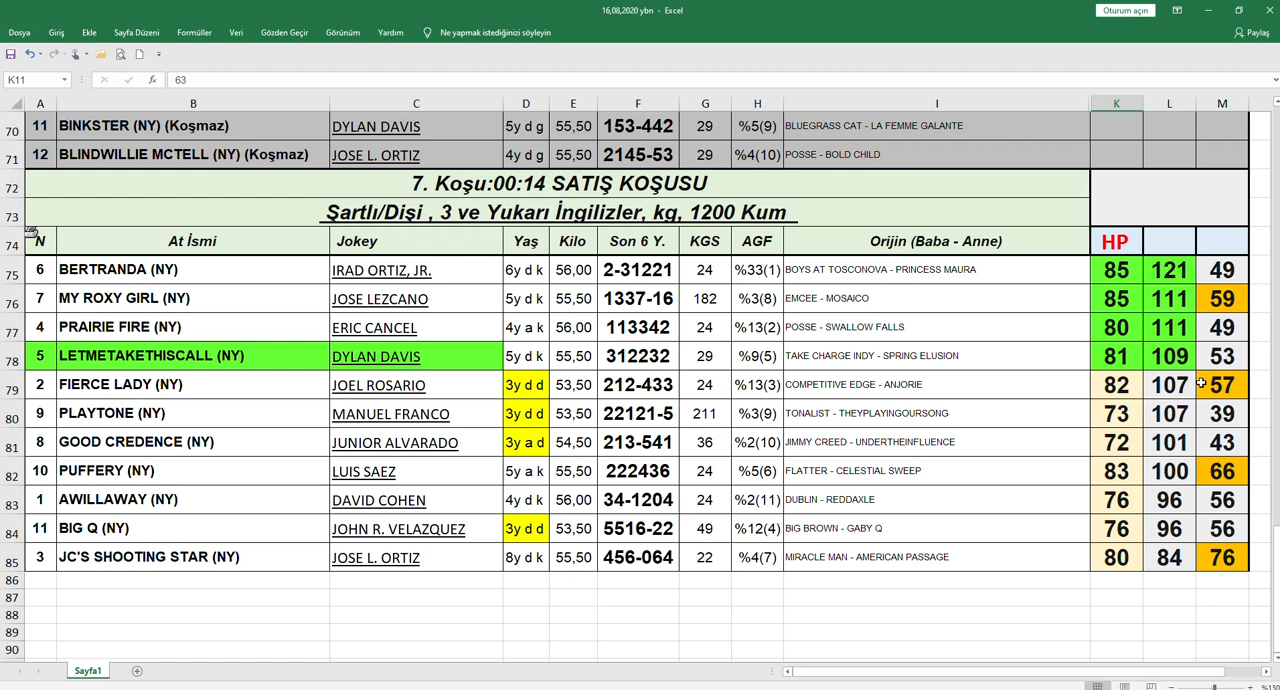 16,08,2020 ybn - Excel
Oturum açın
Dosya Giriş Ekle Sayfa Düzeni Formüller Veri Gözden Geçir Görünüm Yardım Ne yapmak istediğinizi söyleyin Paylaş
K11 fx 63
A B C D E F G H I K L M
70 11 BINKSTER (NY) (Koşmaz) DYLAN DAVIS 5y d g 55,50 153-442 29 %5(9) BLUEGRASS CAT - LA FEMME GALANTE
71 12 BLINDWILLIE MCTELL (NY) (Koşmaz) JOSE L. ORTIZ 4y d g 55,50 2145-53 29 %4(10) POSSE - BOLD CHILD
72 7. Koşu:00:14 SATIŞ KOŞUSU
73 Şartlı/Dişi , 3 ve Yukarı İngilizler, kg, 1200 Kum
74 N At İsmi Jokey Yaş Kilo Son 6 Y. KGS AGF Orijin (Baba - Anne) HP
75 6 BERTRANDA (NY) IRAD ORTIZ, JR. 6y d k 56,00 2-31221 24 %33(1) BOYS AT TOSCONOVA - PRINCESS MAURA 85 121 49
76 7 MY ROXY GIRL (NY) JOSE LEZCANO 5y d k 55,50 1337-16 182 %3(8) EMCEE - MOSAICO 85 111 59
77 4 PRAIRIE FIRE (NY) ERIC CANCEL 4y a k 56,00 113342 24 %13(2) POSSE - SWALLOW FALLS 80 111 49
78 5 LETMETAKETHISCALL (NY) DYLAN DAVIS 5y d k 55,50 312232 29 %9(5) TAKE CHARGE INDY - SPRING ELUSION 81 109 53
79 2 FIERCE LADY (NY) JOEL ROSARIO 3y d d 53,50 212-433 24 %13(3) COMPETITIVE EDGE - ANJORIE 82 107 57
80 9 PLAYTONE (NY) MANUEL FRANCO 3y d d 53,50 22121-5 211 %3(9) TONALIST - THEYPLAYINGOURSONG 73 107 39
81 8 GOOD CREDENCE (NY) JUNIOR ALVARADO 3y a d 54,50 213-541 36 %2(10) JIMMY CREED - UNDERTHEINFLUENCE 72 101 43
82 10 PUFFERY (NY) LUIS SAEZ 5y a k 55,50 222436 24 %5(6) FLATTER - CELESTIAL SWEEP 83 100 66
83 1 AWILLAWAY (NY) DAVID COHEN 4y d k 56,00 34-1204 24 %2(11) DUBLIN - REDDAXLE 76 96 56
84 11 BIG Q (NY) JOHN R. VELAZQUEZ 3y d d 53,50 5516-22 49 %12(4) BIG BROWN - GABY Q 76 96 56
85 3 JC'S SHOOTING STAR (NY) JOSE L. ORTIZ 8y d k 55,50 456-064 22 %4(7) MIRACLE MAN - AMERICAN PASSAGE 80 84 76
86
87
88
89
90
Sayfa1
%130